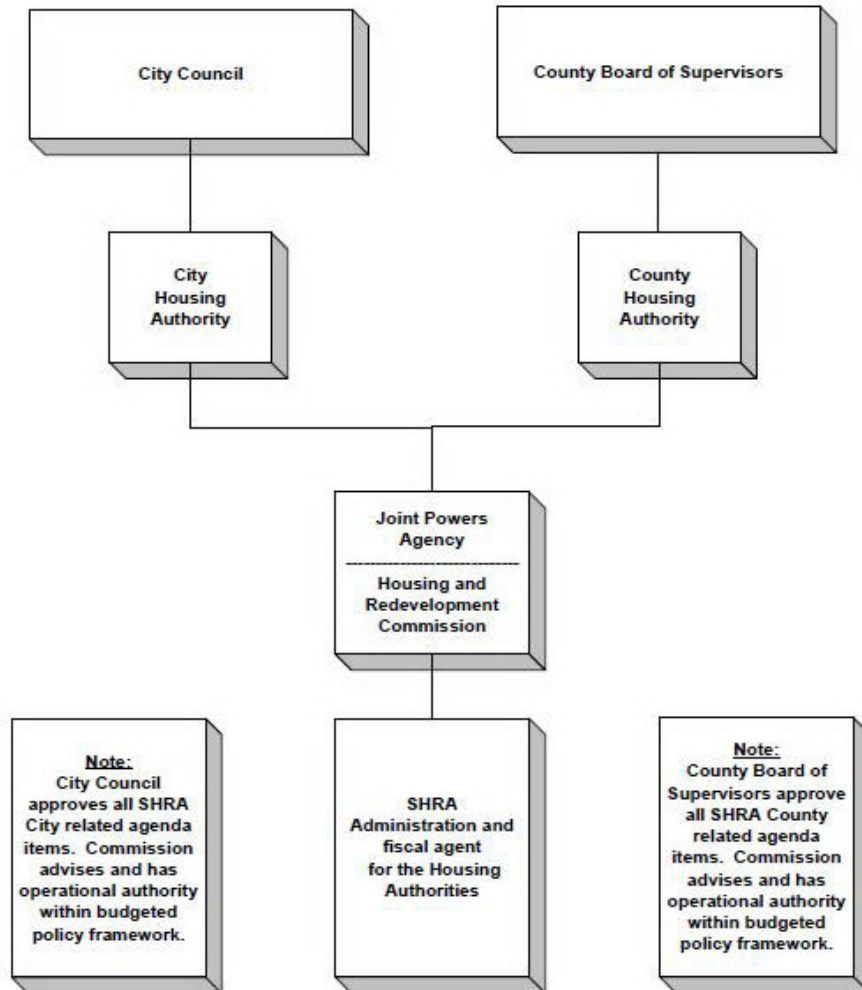 City Council
County Board of Supervisors
City
Housing
Authority
County
Housing
Authority
Joint Powers
Agency
Housing and
Redevelopment
Commission
Note:
City Council
approves all SHRA
City related agenda
items. Commission
advises and has
operational authority
within budgeted
policy framework.
SHRA
Administration and
fiscal agent
for the Housing
Authorities
Note:
County Board of
Supervisors approve
all SHRA County
related agenda
items. Commission
advises and has
operational authority
within budgeted
policy framework.